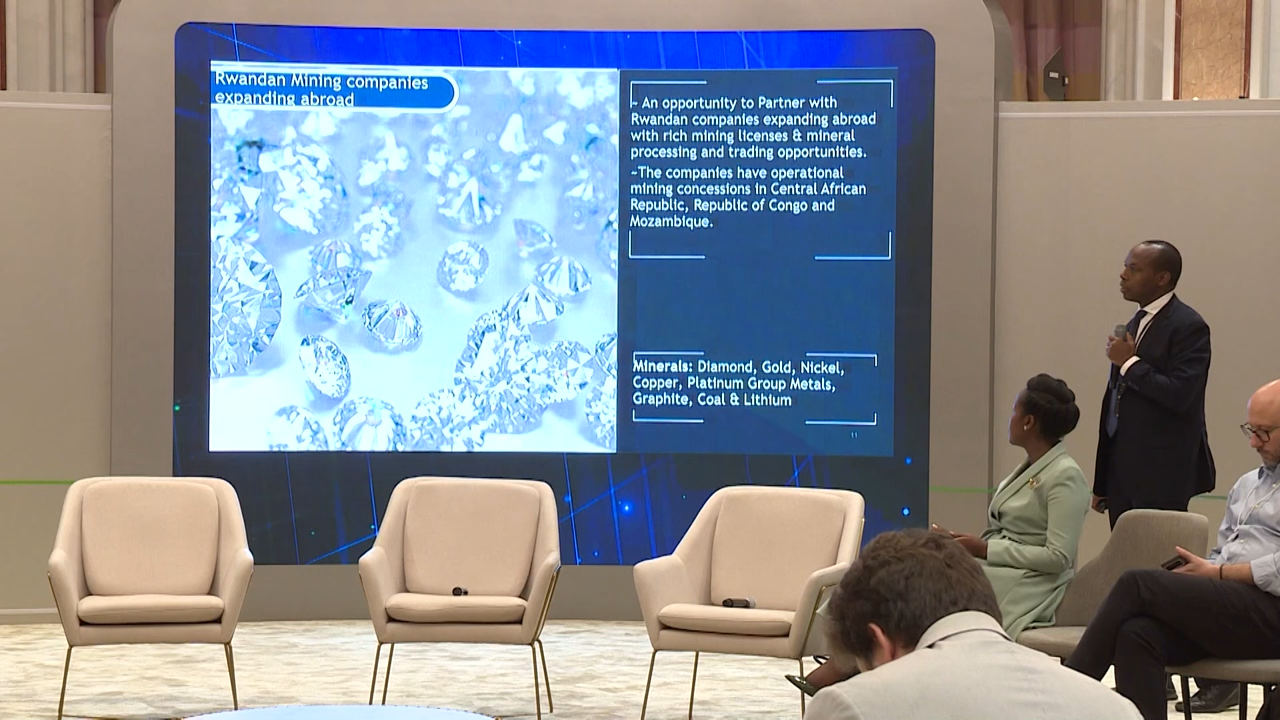 Rwandan Mining companies
expanding abroad
- An opportunity to Partner with
Rwandan companies expanding abroad
with rich mining licenses & mineral
processing and trading opportunities.
-The companies have operational
mining concessions in Central African
Republic, Republic of Congo and
Mozambique.
Minerals: Diamond, Gold, Nickel,
Copper, Platinum Group Metals,
Graphite, Coal & Lithium
11